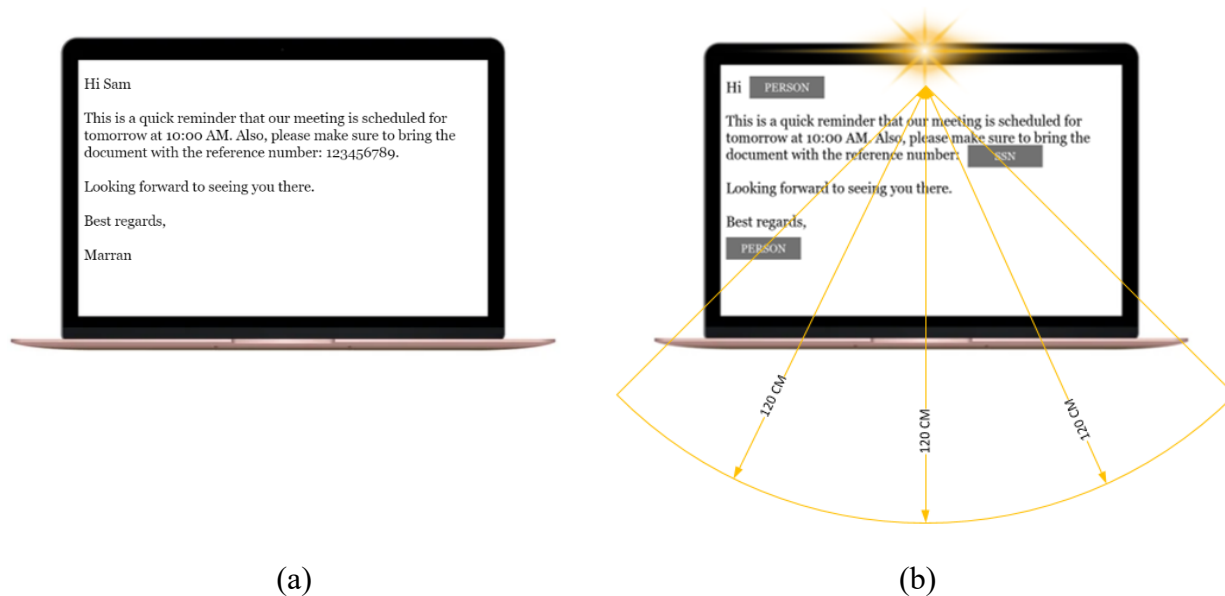 Hi Sam
This is a quick reminder that our meeting is scheduled for
tomorrow at 10:00 AM. Also, please make sure to bring the
document with the reference number: 123456789.
Looking forward to seeing you there.
Best regards,
Marran
(a)
Hi PERSON
This is a quick reminder that our meeting is scheduled for
tomorrow at 10:00 AM. Also, please make sure to bring the
document with the reference number: SSN
Looking forward to seeing you there.
Best regards,
PERSON
120 CM
120 CM
120 CM
(b)